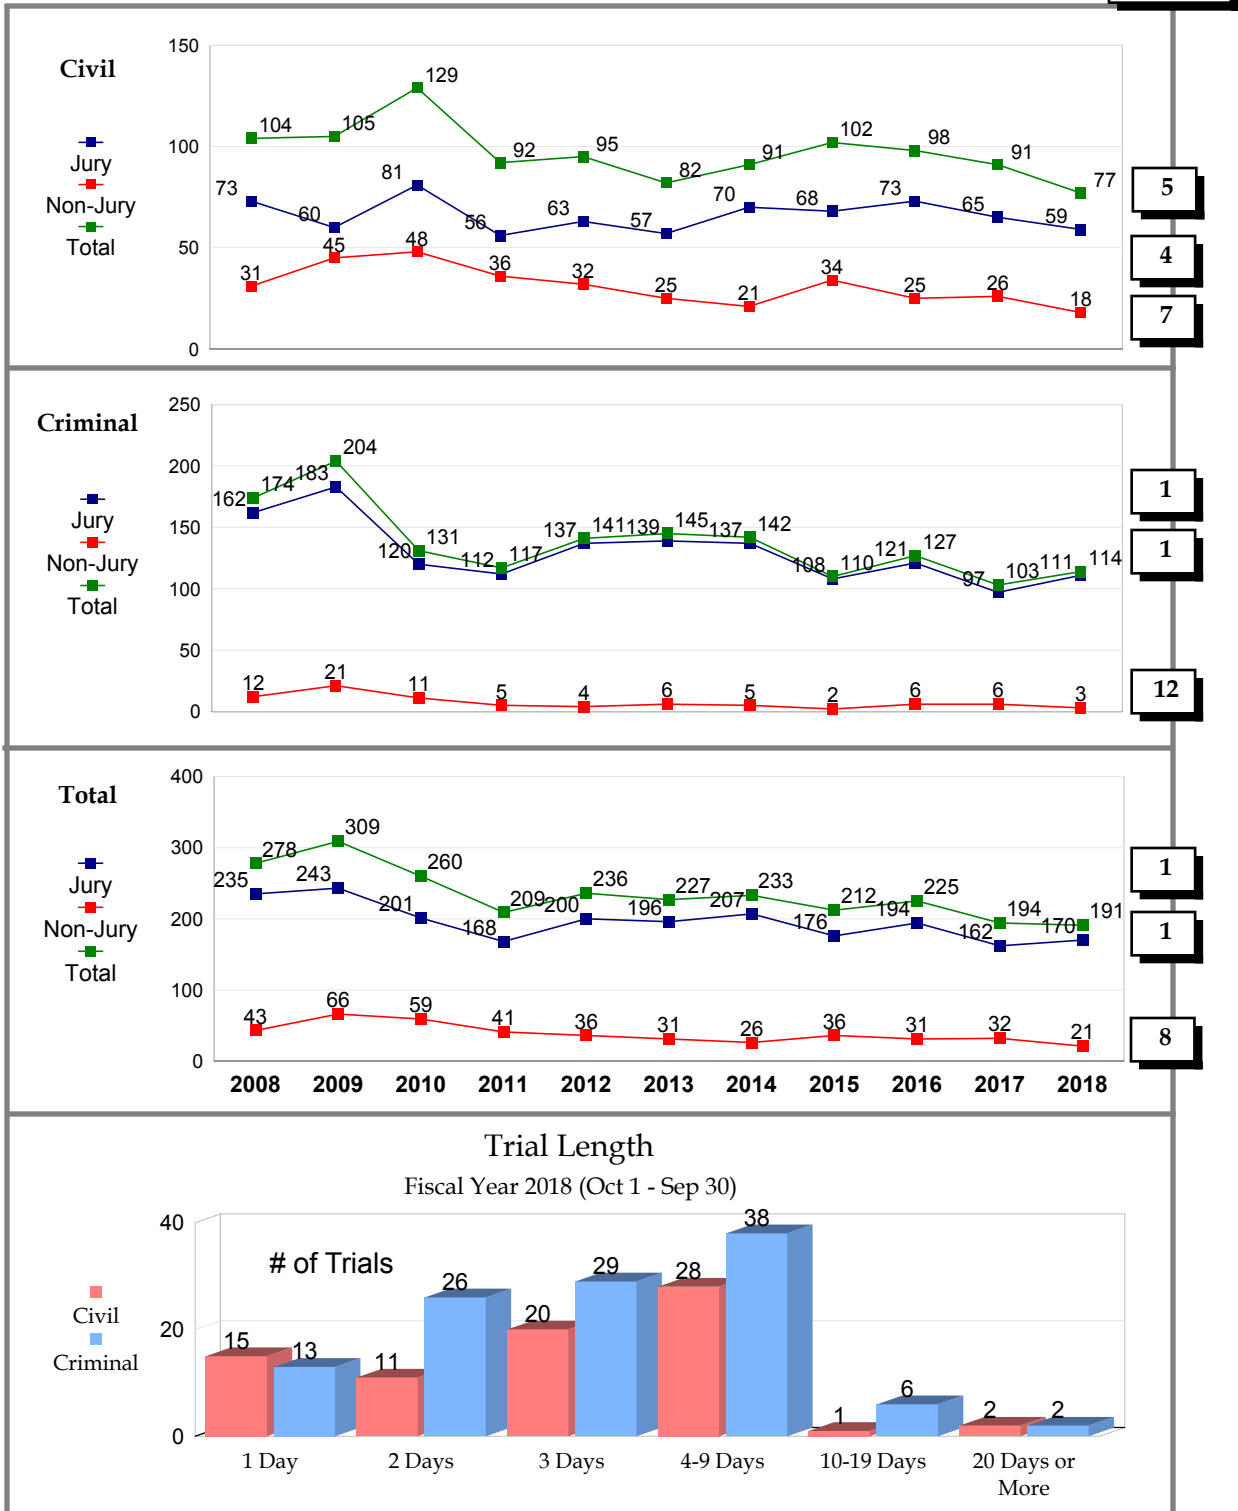 Civil
Jury
Non-Jury
Total
150
100
50
0
104 105 129 92 95 82 91 102 98 91 77
73 60 81 56 63 57 70 68 73 65 59
31 45 48 36 32 25 21 34 25 26 18
5
4
7
Criminal
Jury
Non-Jury
Total
250
200
150
100
50
0
174 204 131 117 141 145 142 110 127 103 114
162 183 120 112 137 139 137 108 121 97 111
12 21 11 5 4 6 5 2 6 6 3
1
1
12
Total
Jury
Non-Jury
Total
400
300
200
100
0
278 309 260 209 236 227 233 212 225 194 191
235 243 201 168 200 196 207 176 194 162 170
43 66 59 41 36 31 26 36 31 32 21
1
1
8
2008 2009 2010 2011 2012 2013 2014 2015 2016 2017 2018
Trial Length
Fiscal Year 2018 (Oct 1 - Sep 30)
# of Trials
Civil
Criminal
40
20
0
15 13 11 26 20 29 28 38 1 6 2 2
1 Day 2 Days 3 Days 4-9 Days 10-19 Days 20 Days or
More